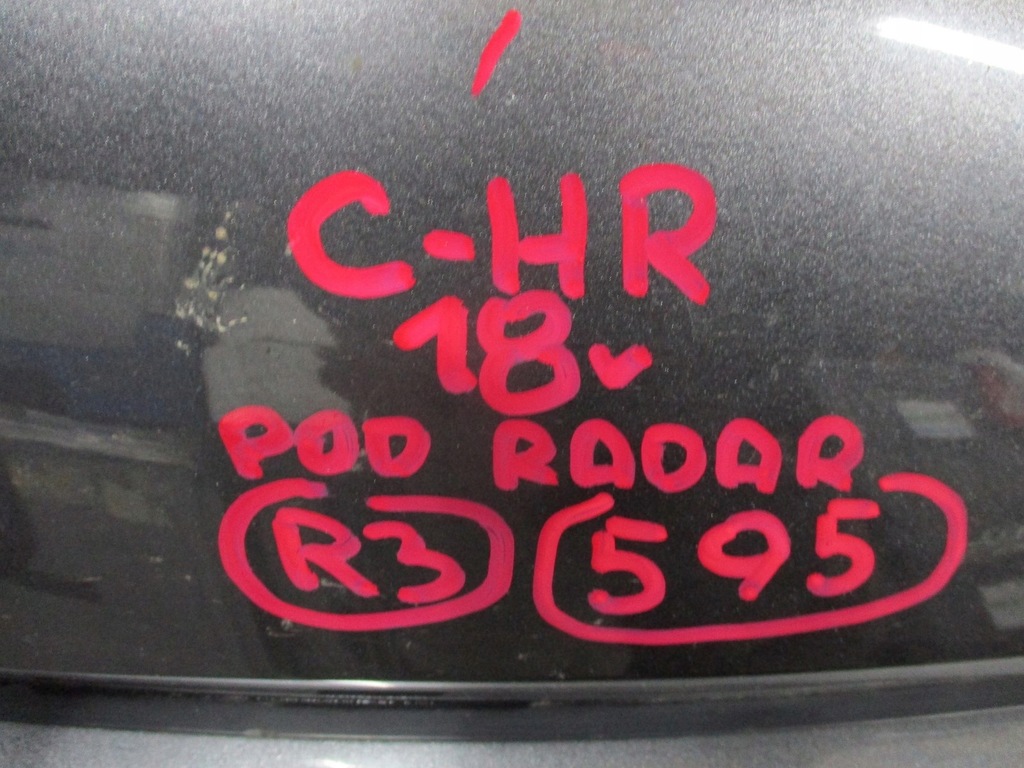 C-HR
18v
POD RADAR
R3 595